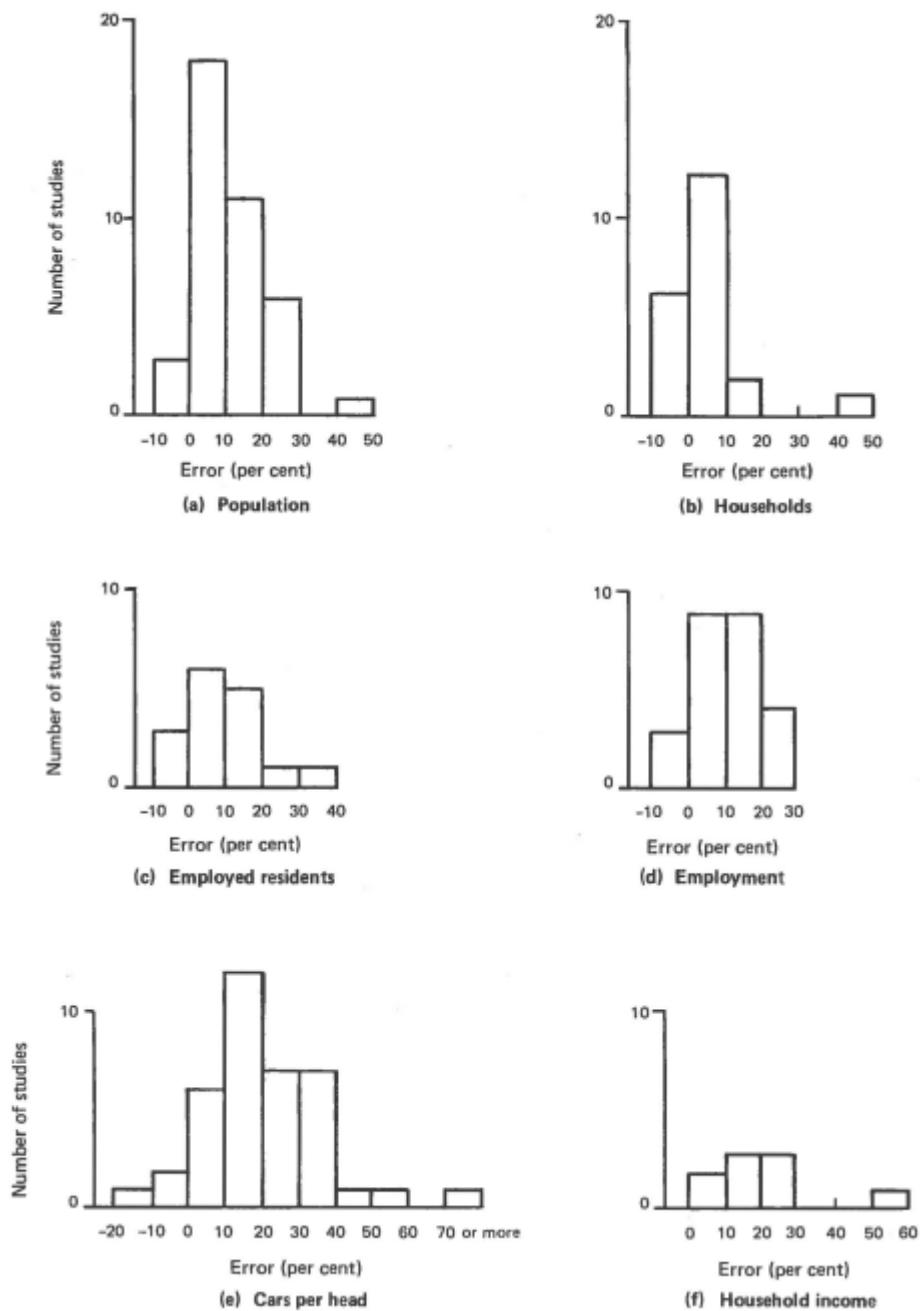 20
10
0
Number of studies
-10 0 10 20 30 40 50
Error (per cent)
(a) Population
20
10
0
-10 0 10 20 30 40 50
Error (per cent)
(b) Households
10
0
Number of studies
-10 0 10 20 30 40
Error (per cent)
(c) Employed residents
10
0
-10 0 10 20 30
Error (per cent)
(d) Employment
10
0
Number of studies
-20 -10 0 10 20 30 40 50 60 70 or more
Error (per cent)
(e) Cars per head
10
0
0 10 20 30 40 50 60
Error (per cent)
(f) Household income